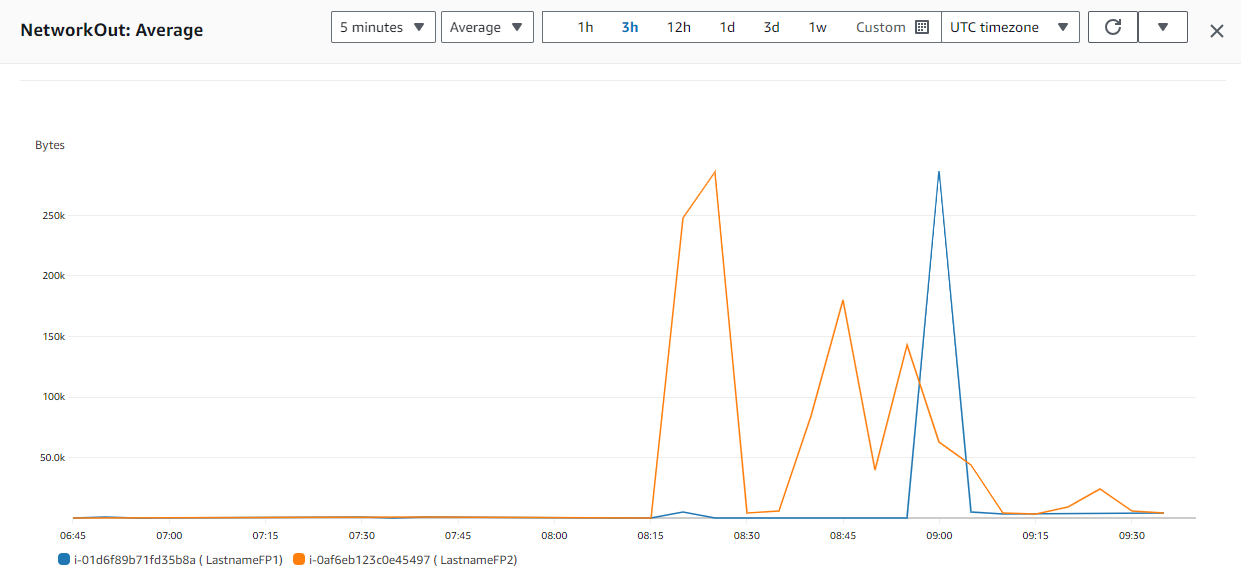 NetworkOut: Average
5 minutes Average 1h 3h 12h 1d 3d 1w Custom UTC timezone
Bytes
250k
200k
150k
100k
50.0k
06:45 07:00 07:15 07:30 07:45 08:00 08:15 08:30 08:45 09:00 09:15 09:30
i-01d6f89b71fd35b8a ( LastnameFP1) i-0af6eb123c0e45497 ( LastnameFP2)